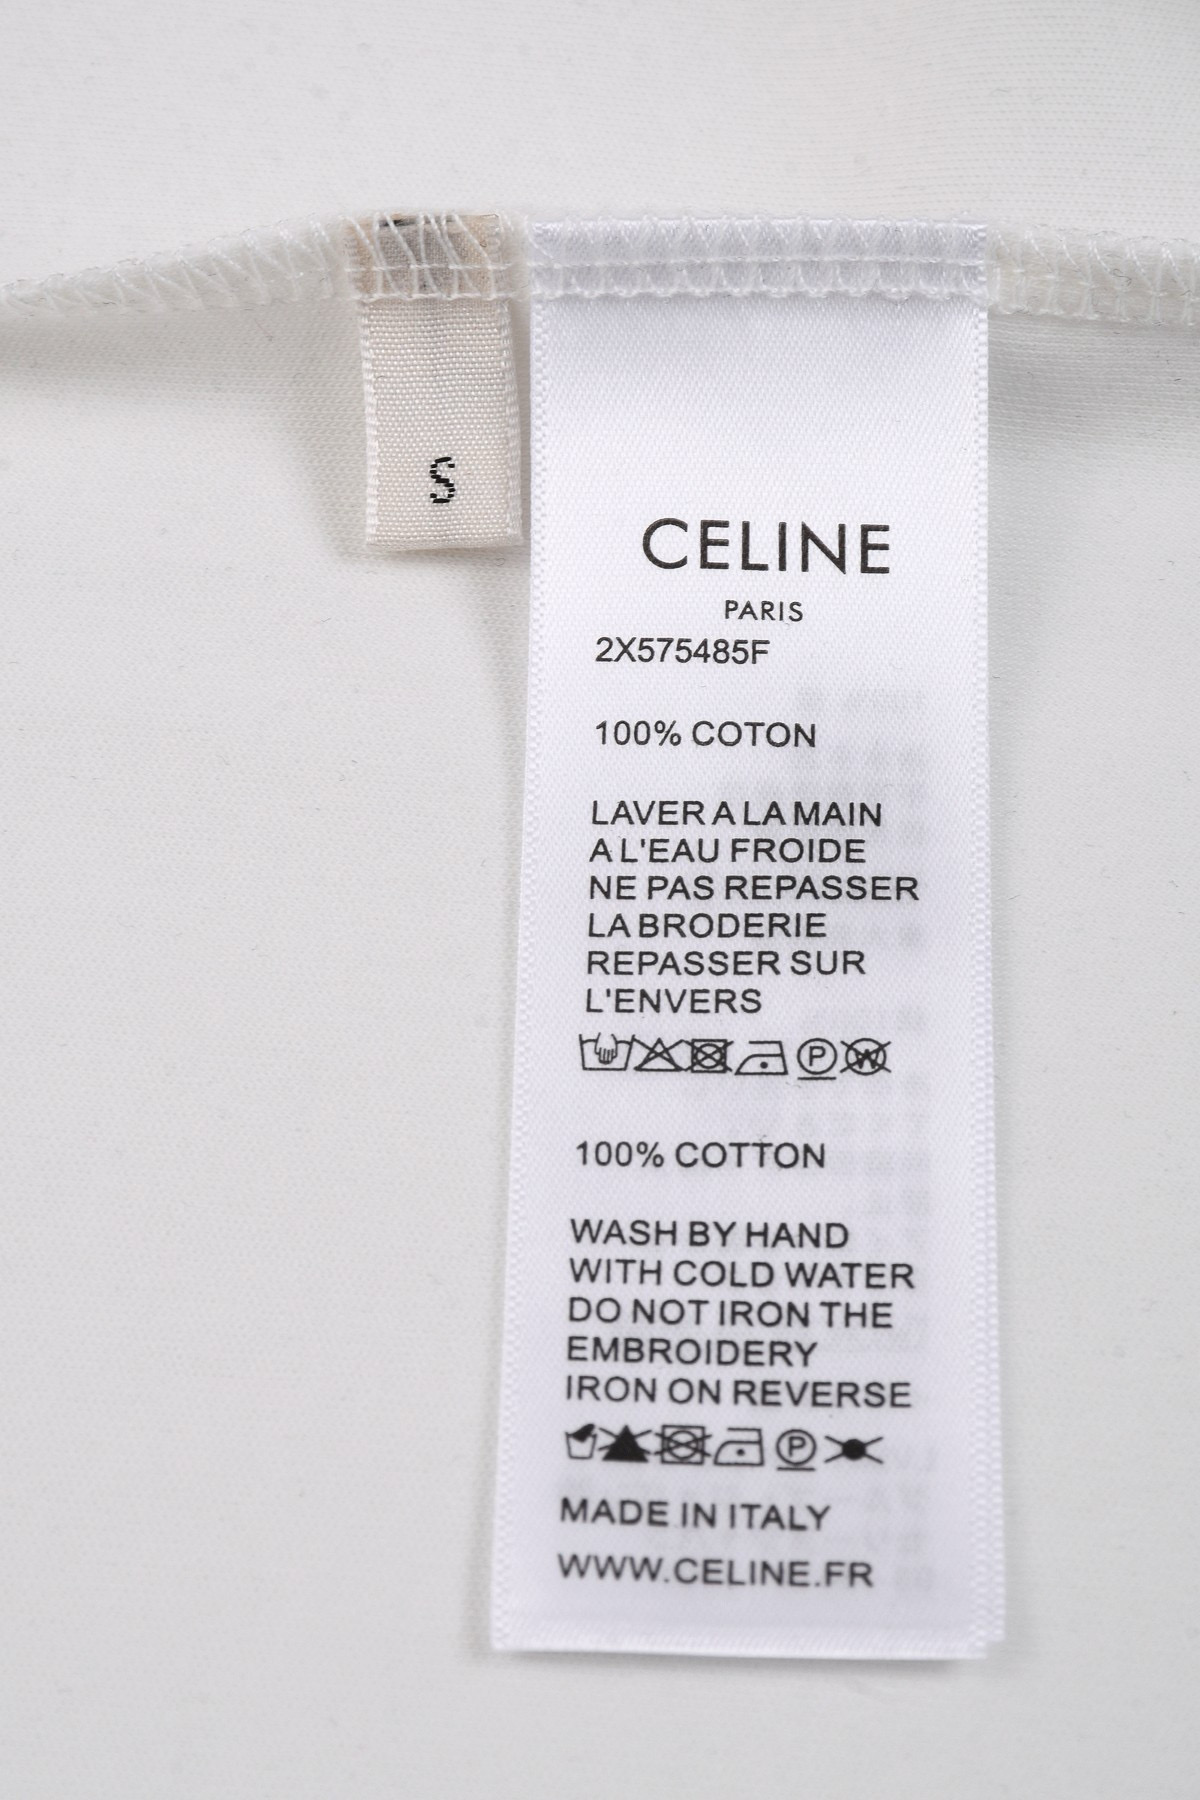 S
CELINE
PARIS
2X575485F
100% COTON
LAVER A LA MAIN
A L'EAU FROIDE
NE PAS REPASSER
LA BRODERIE
REPASSER SUR
L'ENVERS
P W
100% COTTON
WASH BY HAND
WITH COLD WATER
DO NOT IRON THE
EMBROIDERY
IRON ON REVERSE
P
MADE IN ITALY
WWW.CELINE.FR